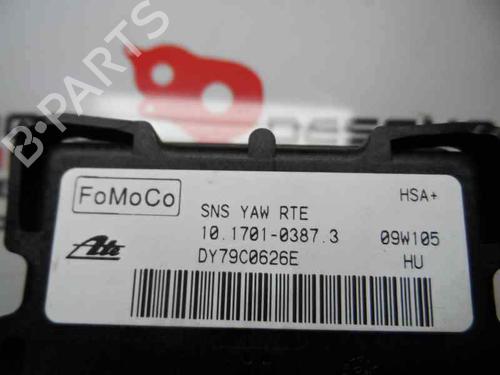 B-PARTS
FoMoCo
SNS YAW RTE
HSA+
Ate
10.1701-0387.3
09W105
DY79C0626E
HU